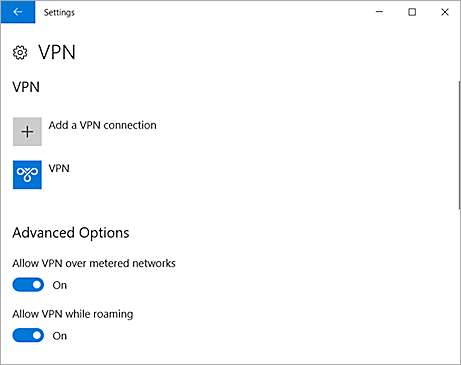 Settings
VPN
VPN
Add a VPN connection
VPN
Advanced Options
Allow VPN over metered networks
On
Allow VPN while roaming
On